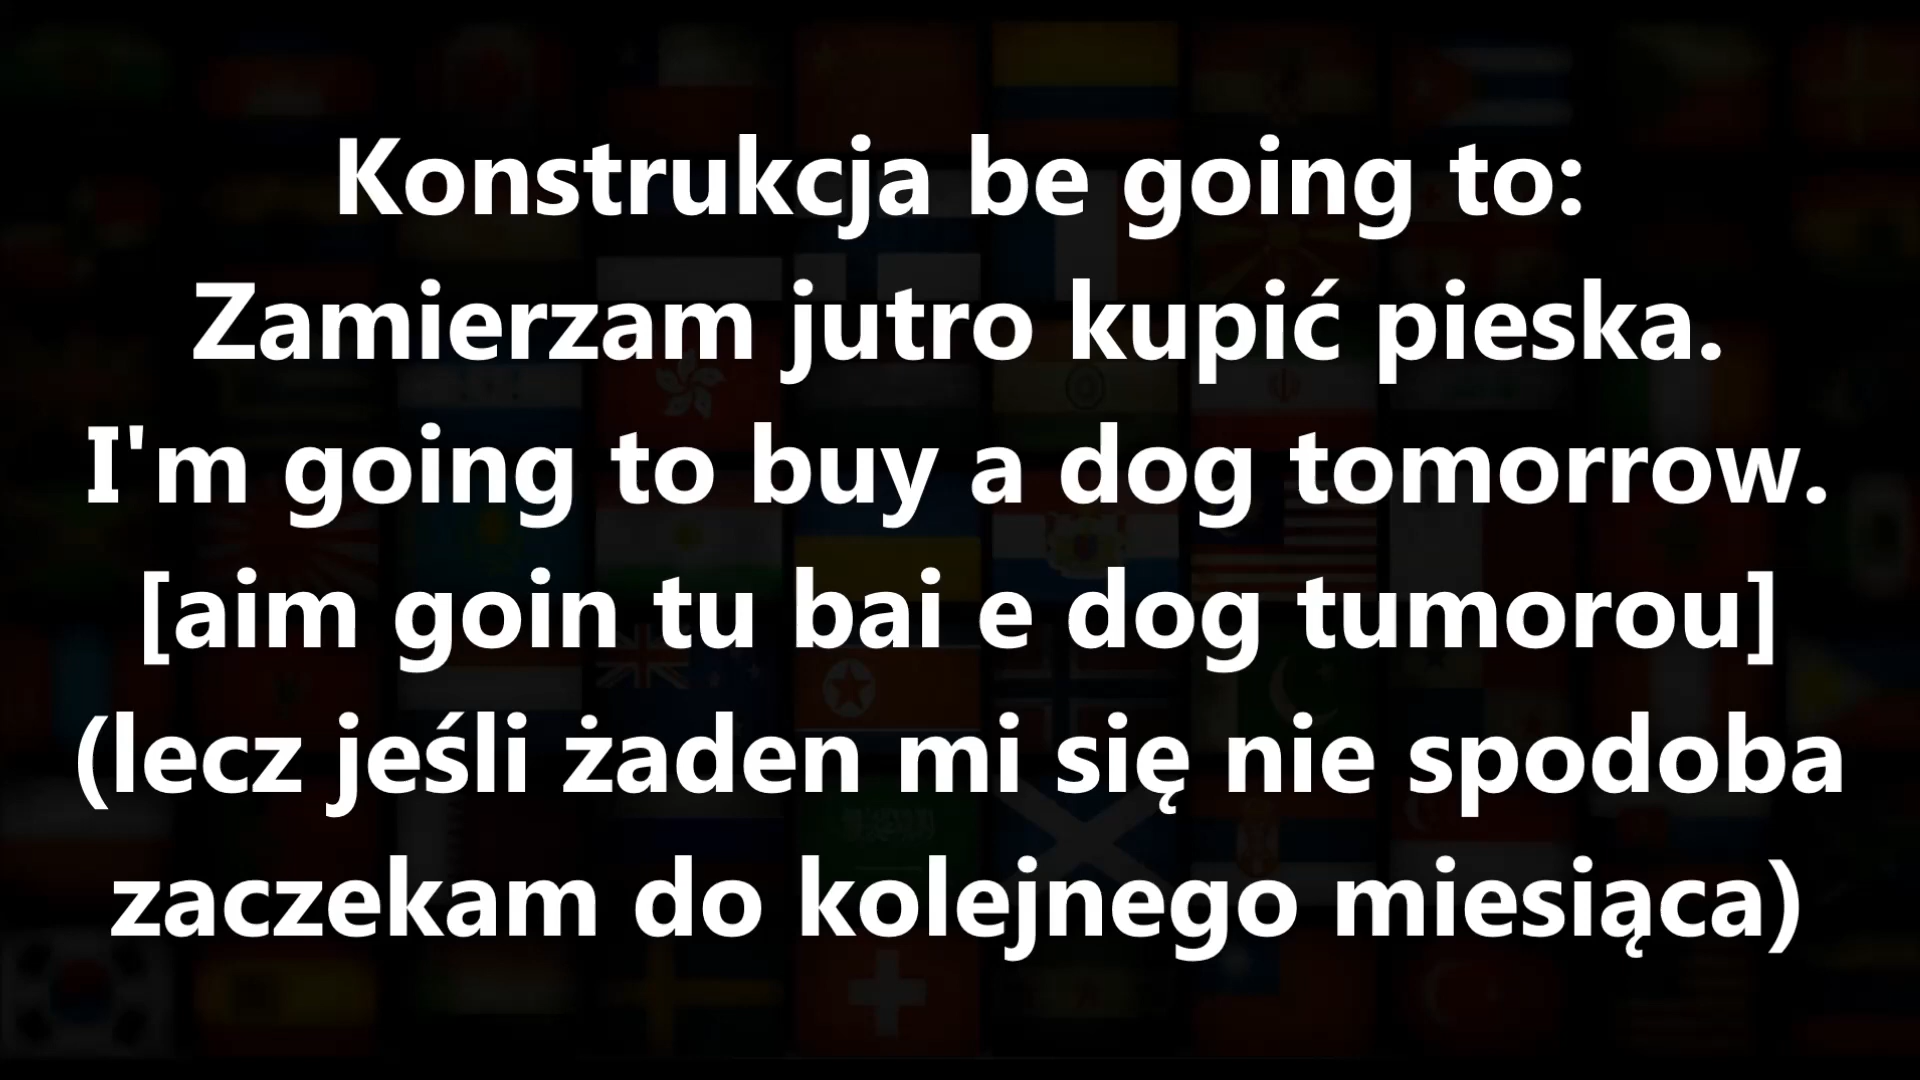 Konstrukcja be going to:
Zamierzam jutro kupić pieska.
I'm going to buy a dog tomorrow.
[aim goin tu bai e dog tumorou]
(lecz jeśli żaden mi się nie spodoba
zaczekam do kolejnego miesiąca)